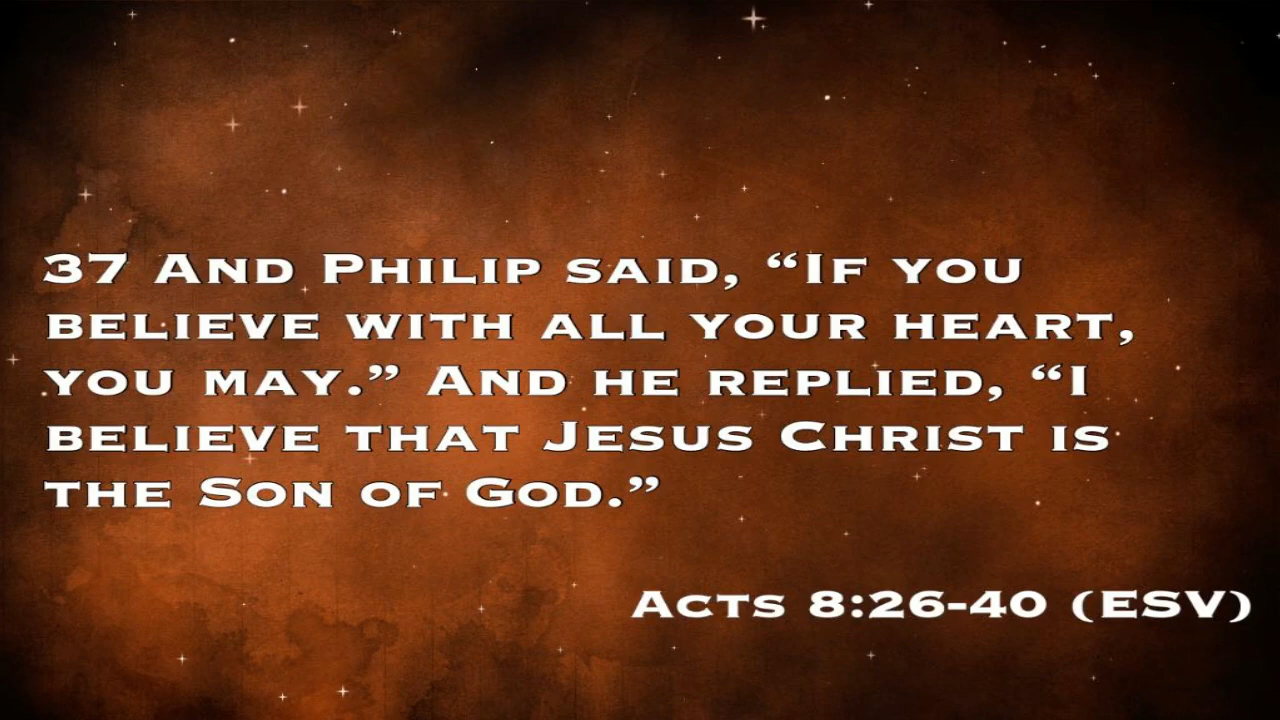 37 And Philip said, “If you
believe with all your heart,
you may.” And he replied, “I
believe that Jesus Christ is
the Son of God.”
Acts 8:26-40 (ESV)